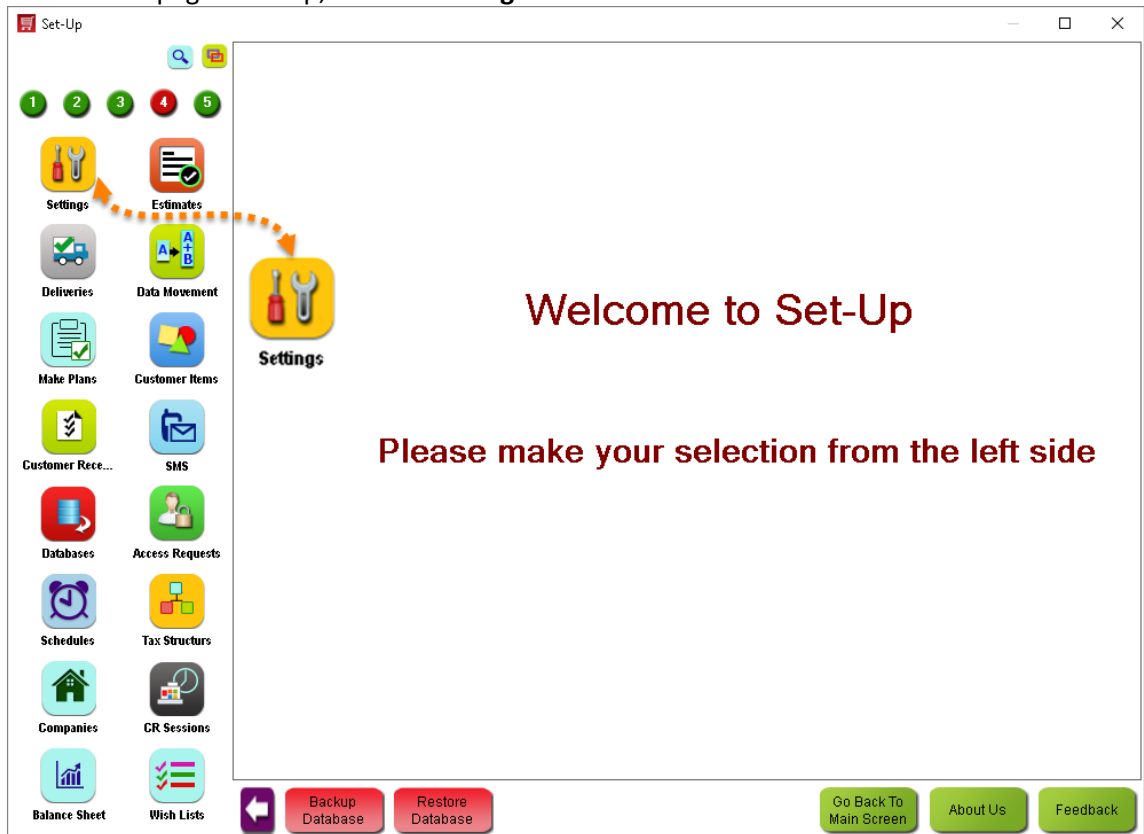 Set-Up
1 2 3 4 5
Settings Estimates
Deliveries Data Movement
A A+B
Settings
Welcome to Set-Up
Make Plans Customer Items
Please make your selection from the left side
Customer Rece... SMS
Databases Access Requests
Schedules Tax Structurs
Companies CR Sessions
Balance Sheet Wish Lists
Backup Database
Restore Database
Go Back To Main Screen
About Us
Feedback